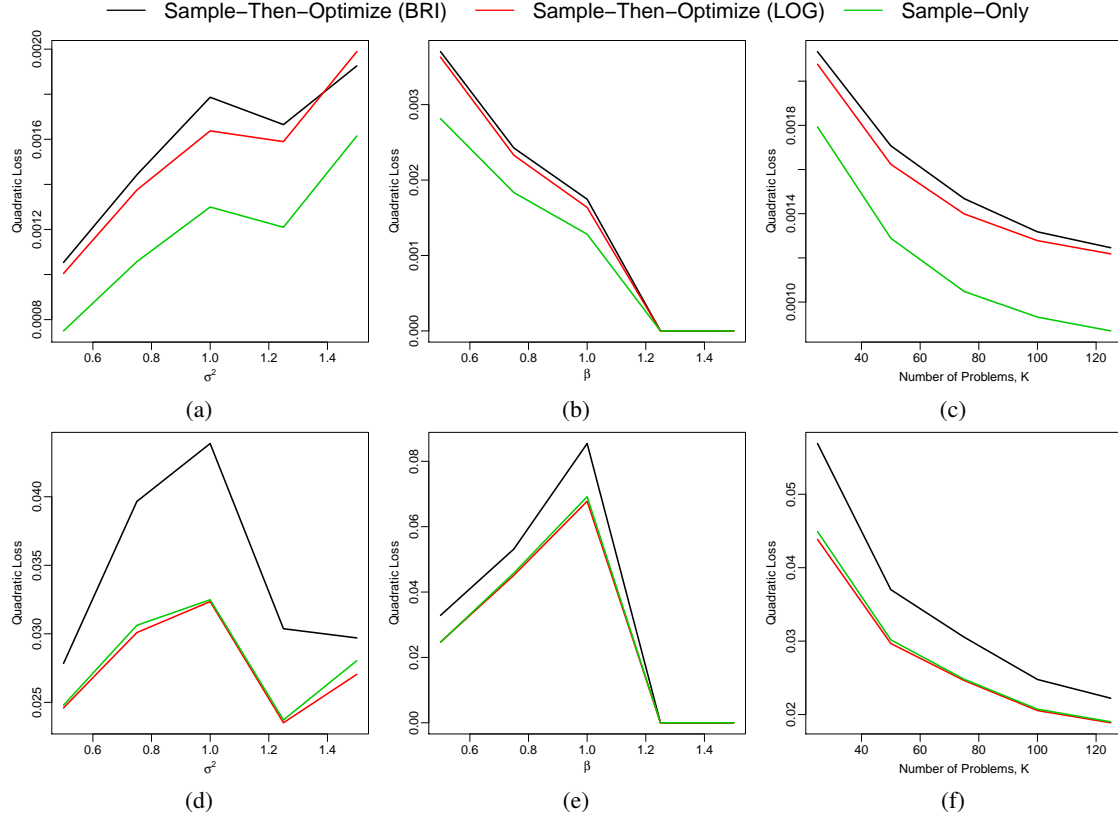 Sample−Then−Optimize (BRI) Sample−Then−Optimize (LOG) Sample−Only
Quadratic Loss
0.0008 0.0012 0.0016 0.0020
0.6 0.8 1.0 1.2 1.4
σ²
(a)
Quadratic Loss
0.000 0.001 0.002 0.003
0.6 0.8 1.0 1.2 1.4
β
(b)
Quadratic Loss
0.0010 0.0014 0.0018
40 60 80 100 120
Number of Problems, K
(c)
Quadratic Loss
0.025 0.030 0.035 0.040
0.6 0.8 1.0 1.2 1.4
σ²
(d)
Quadratic Loss
0.00 0.02 0.04 0.06 0.08
0.6 0.8 1.0 1.2 1.4
β
(e)
Quadratic Loss
0.02 0.03 0.04 0.05
40 60 80 100 120
Number of Problems, K
(f)